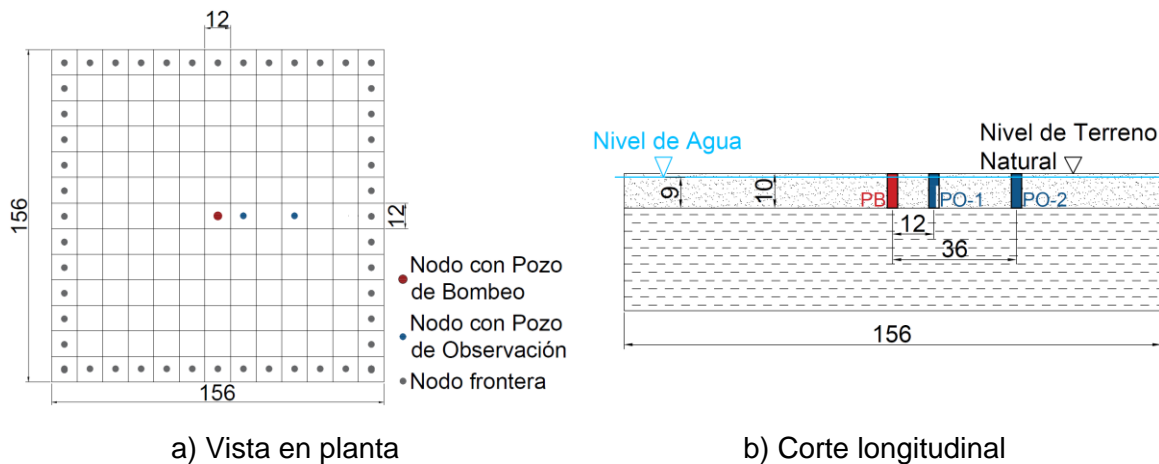 12
156
12
156
Nodo con Pozo
de Bombeo
Nodo con Pozo
de Observación
Nodo frontera
a) Vista en planta
Nivel de Agua
Nivel de Terreno
Natural
9
10
PB
PO-1
PO-2
12
36
156
b) Corte longitudinal